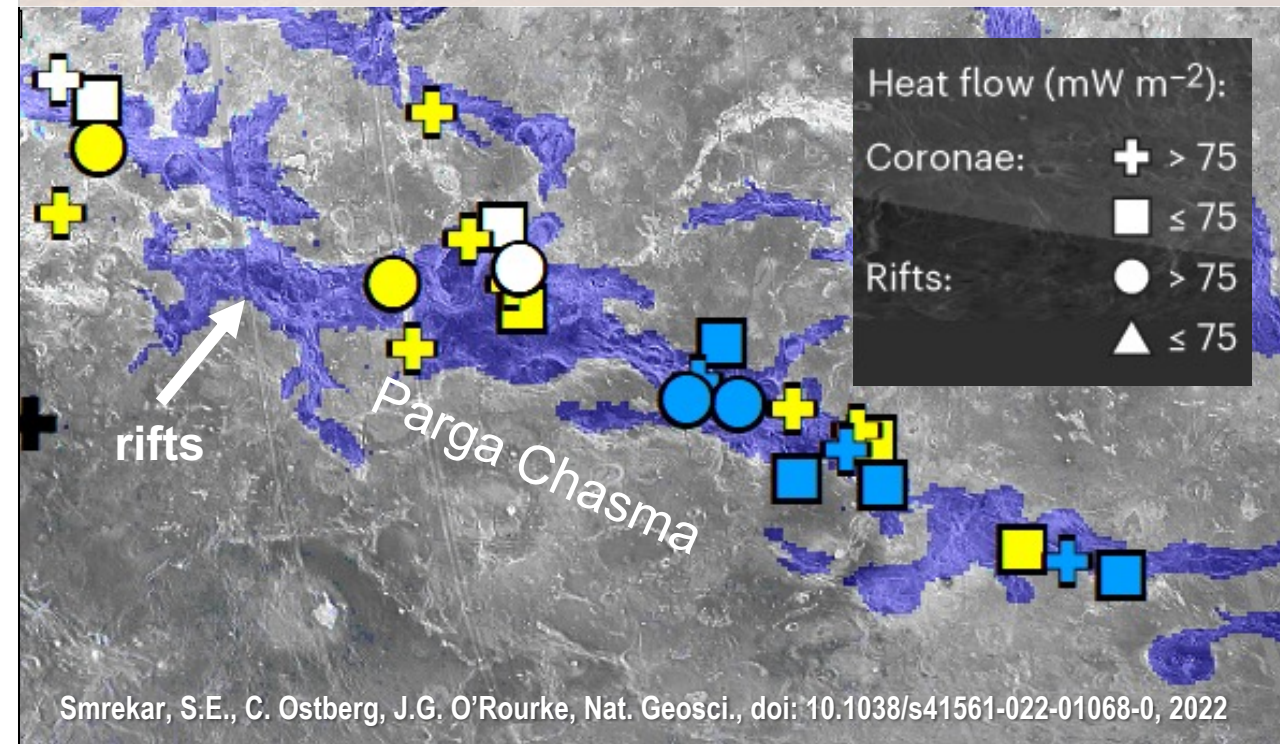 Heat flow (mW m⁻²):
Coronae: > 75
≤ 75
Rifts: > 75
≤ 75
rifts
Parga Chasma
Smrekar, S.E., C. Ostberg, J.G. O'Rourke, Nat. Geosci., doi: 10.1038/s41561-022-01068-0, 2022